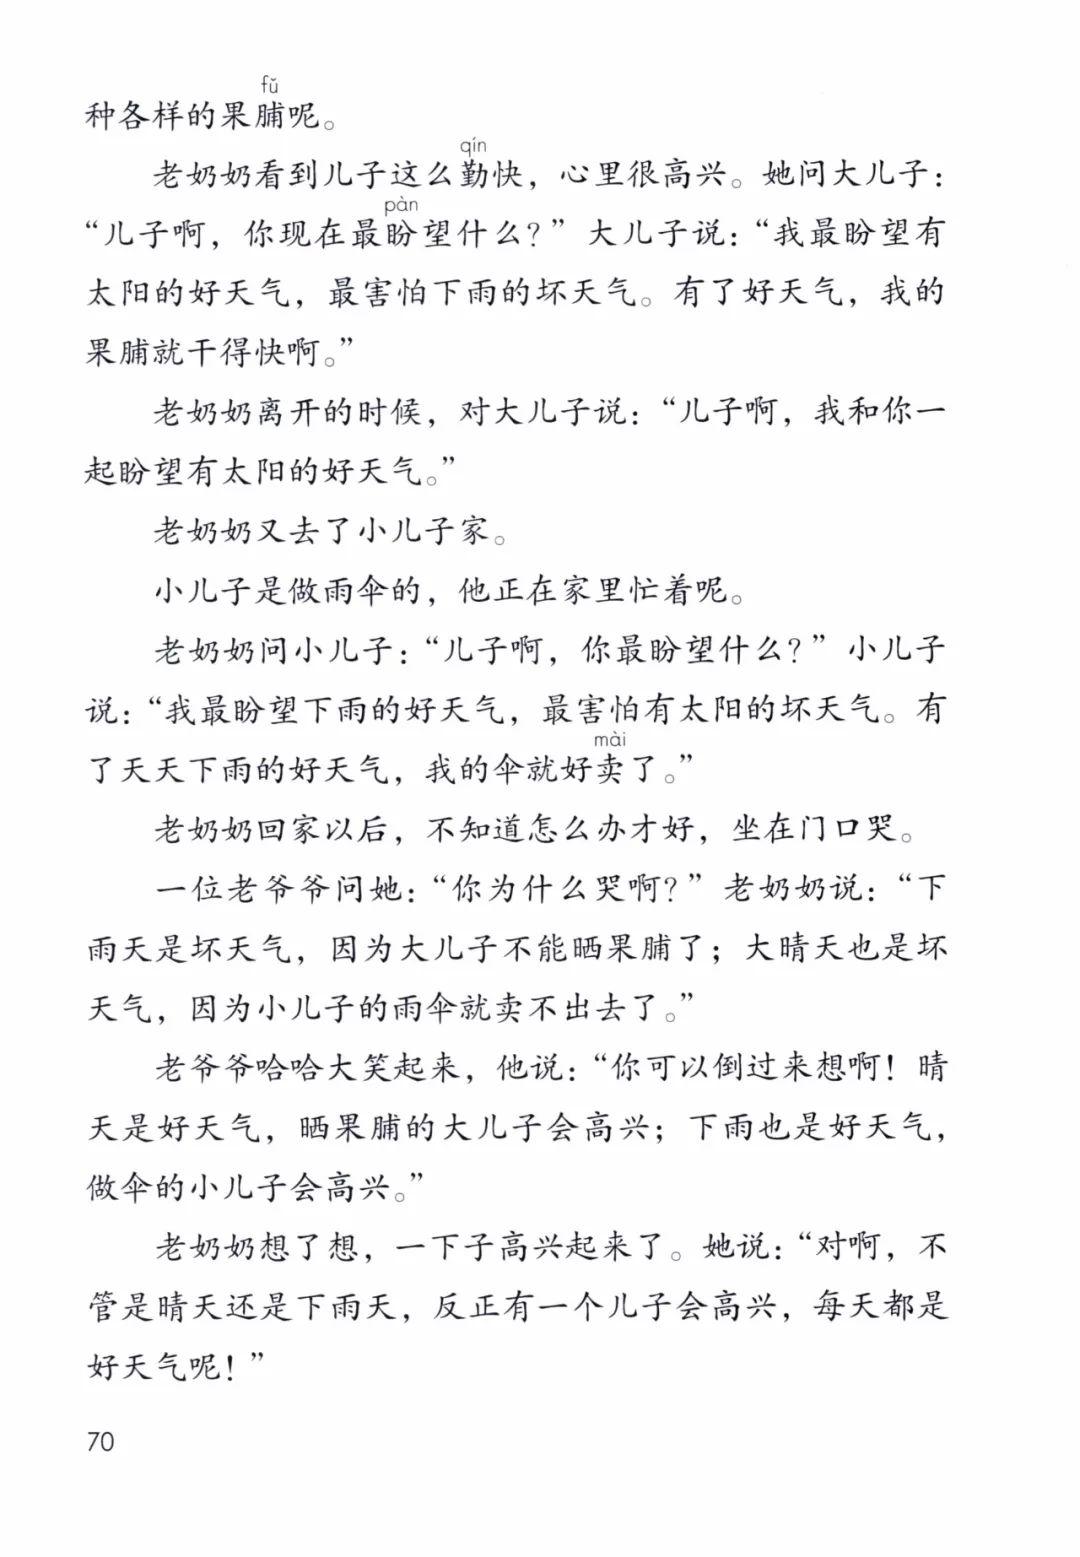 fǔ
种各样的果脯呢。
qín
老奶奶看到儿子这么勤快，心里很高兴。她问大儿子：
pàn
“儿子啊，你现在最盼望什么？”大儿子说：“我最盼望有
太阳的好天气，最害怕下雨的坏天气。有了好天气，我的
果脯就干得快啊。”
老奶奶离开的时候，对大儿子说：“儿子啊，我和你一
起盼望有太阳的好天气。”
老奶奶又去了小儿子家。
小儿子是做雨伞的，他正在家里忙着呢。
老奶奶问小儿子：“儿子啊，你最盼望什么？”小儿子
说：“我最盼望下雨的好天气，最害怕有太阳的坏天气。有
mài
了天天下雨的好天气，我的伞就好卖了。”
老奶奶回家以后，不知道怎么办才好，坐在门口哭。
一位老爷爷问她：“你为什么哭啊？”老奶奶说：“下
雨天是坏天气，因为大儿子不能晒果脯了；大晴天也是坏
天气，因为小儿子的雨伞就卖不出去了。”
老爷爷哈哈大笑起来，他说：“你可以倒过来想啊！晴
天是好天气，晒果脯的大儿子会高兴；下雨也是好天气，
做伞的小儿子会高兴。”
老奶奶想了想，一下子高兴起来了。她说：“对啊，不
管是晴天还是下雨天，反正有一个儿子会高兴，每天都是
好天气呢！”
70